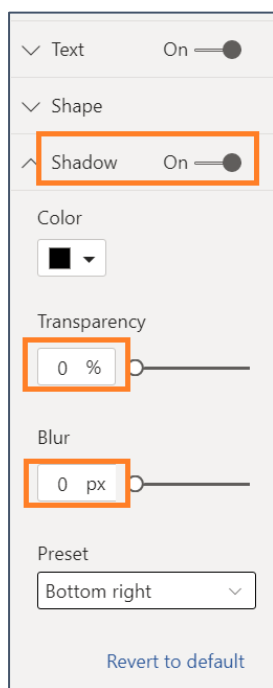 Text On
Shape
Shadow On
Color
Transparency
0 %
Blur
0 px
Preset
Bottom right
Revert to default